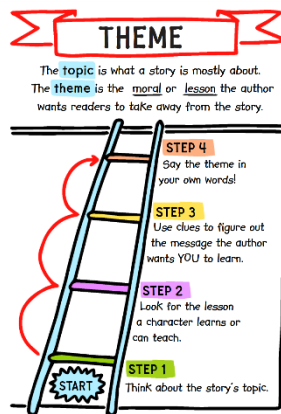 THEME
The topic is what a story is mostly about.
The theme is the moral or lesson the author
wants readers to take away from the story.
STEP 4
Say the theme in
your own words!
STEP 3
Use clues to figure out
the message the author
wants YOU to learn.
STEP 2
Look for the lesson
a character learns or
can teach.
STEP 1
START
Think about the story's topic.